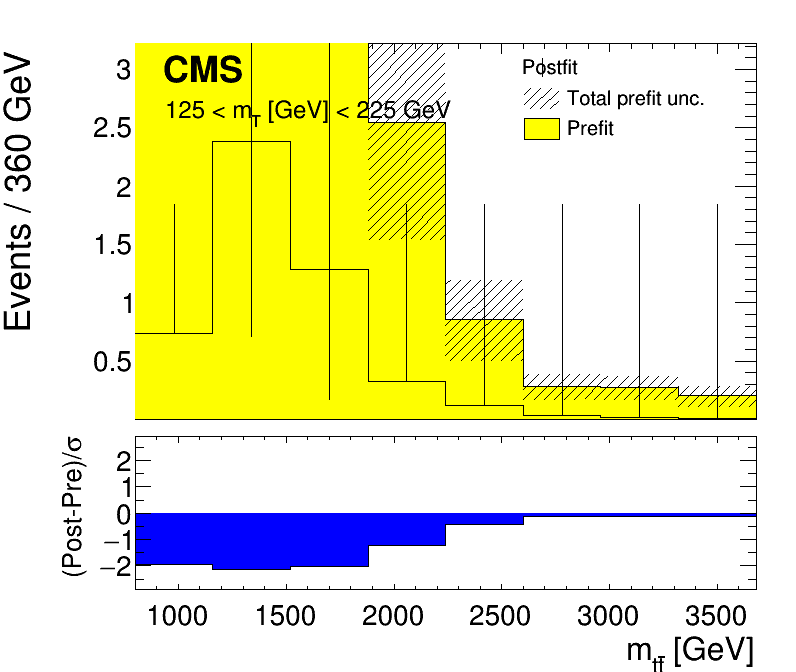 CMS
125 < m_T [GeV] < 225 GeV
Postfit
Total prefit unc.
Prefit
Events / 360 GeV
3
2.5
2
1.5
1
0.5
(Post-Pre)/σ
2
1
0
−1
−2
1000 1500 2000 2500 3000 3500
m_tt̄ [GeV]